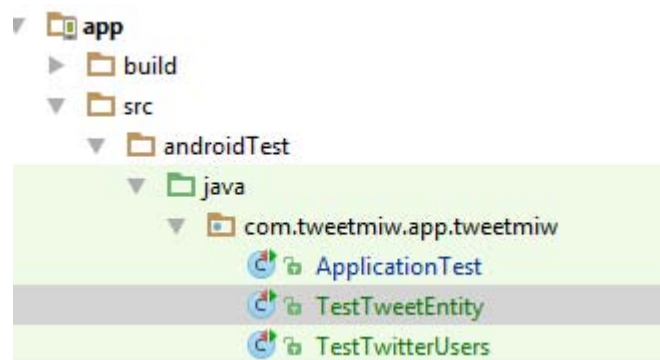 app
build
src
androidTest
java
com.tweetmiw.app.tweetmiw
ApplicationTest
TestTweetEntity
TestTwitterUsers